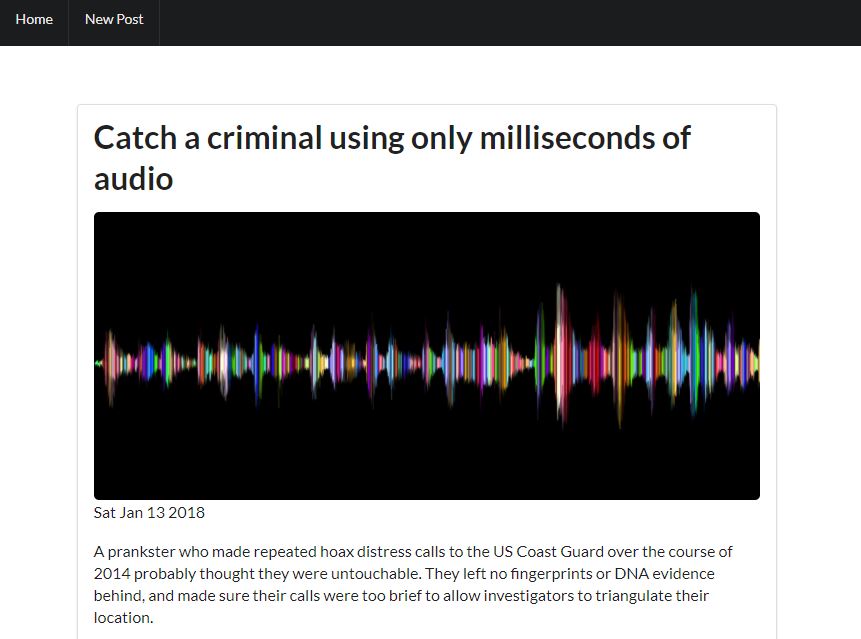 Home New Post
Catch a criminal using only milliseconds of
audio
Sat Jan 13 2018
A prankster who made repeated hoax distress calls to the US Coast Guard over the course of
2014 probably thought they were untouchable. They left no fingerprints or DNA evidence
behind, and made sure their calls were too brief to allow investigators to triangulate their
location.